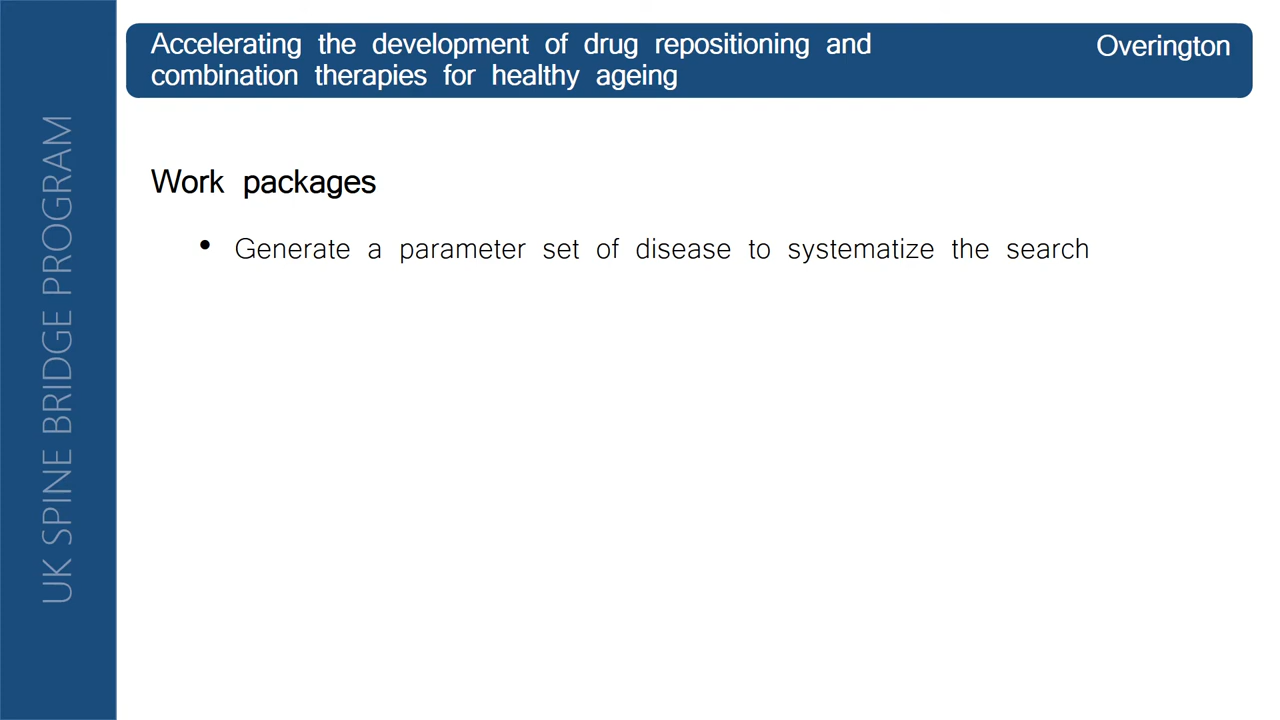 Accelerating the development of drug repositioning and
combination therapies for healthy ageing
Overington
UK SPINE BRIDGE PROGRAM
Work packages
• Generate a parameter set of disease to systematize the search